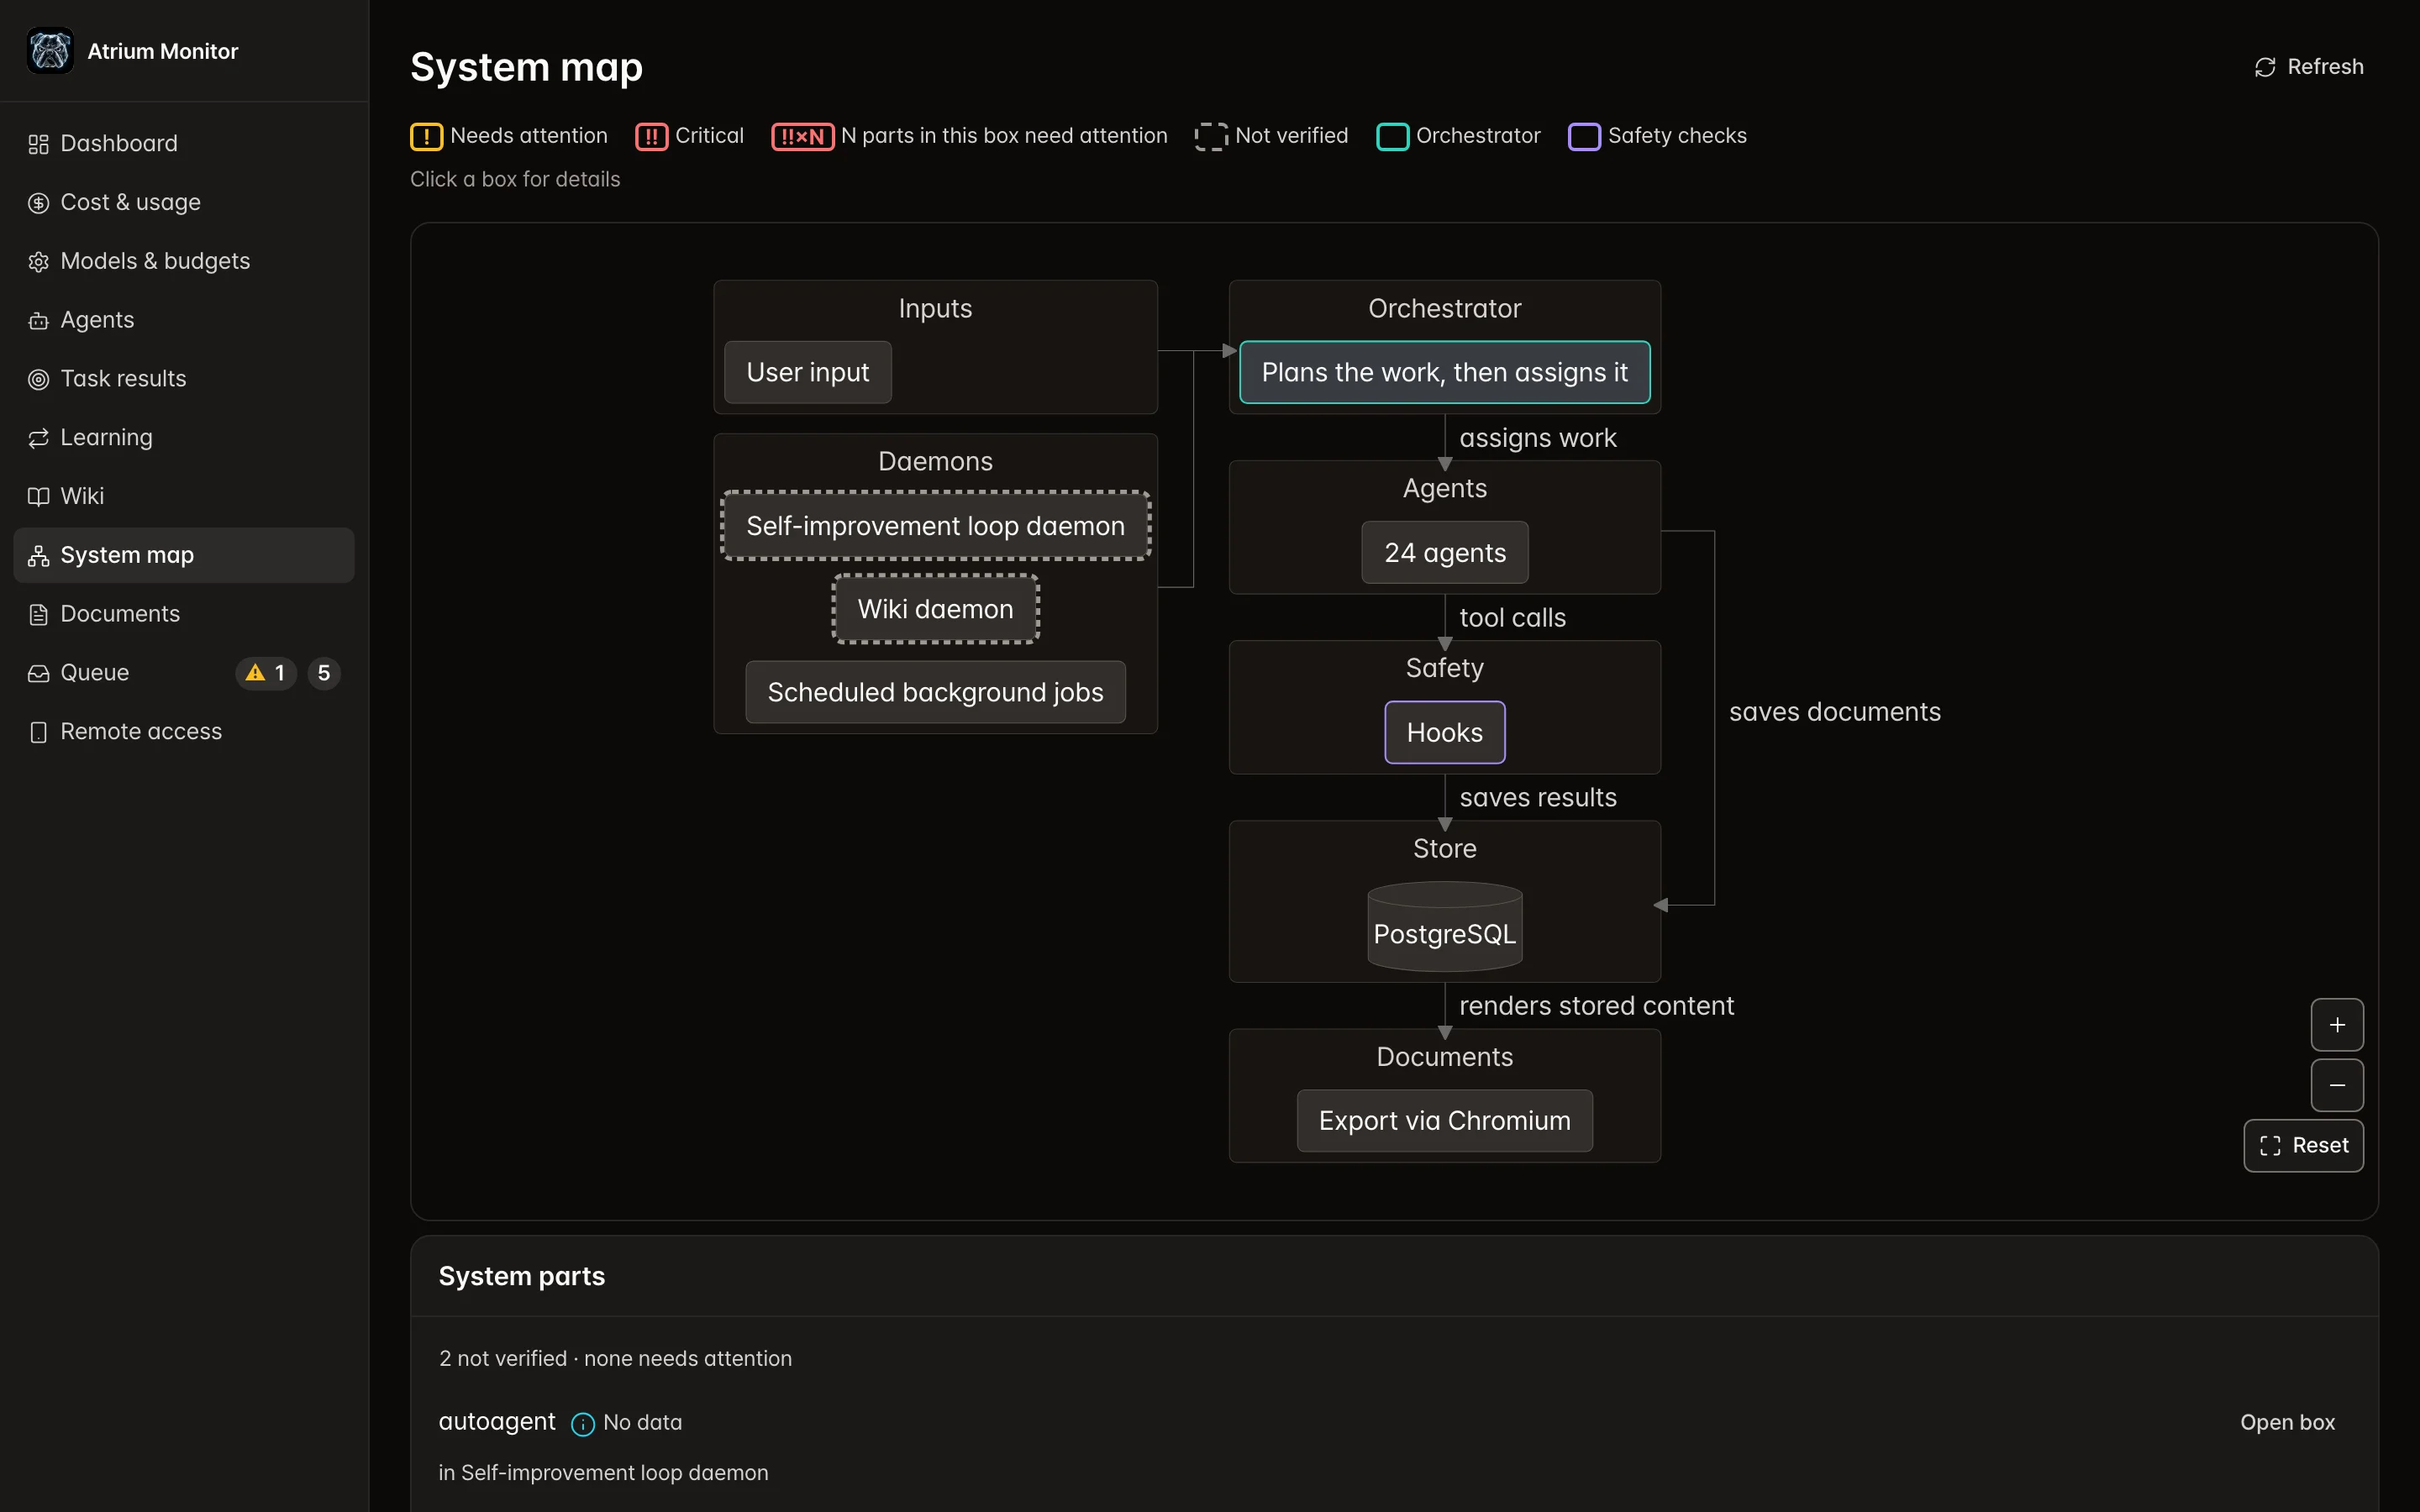 Atrium Monitor
Dashboard
Cost & usage
Models & budgets
Agents
Task results
Learning
Wiki
System map
Documents
Queue 1 5
Remote access
System map
Refresh
! Needs attention !! Critical !!×N N parts in this box need attention Not verified Orchestrator Safety checks
Click a box for details
Inputs
User input
Daemons
Self-improvement loop daemon
Wiki daemon
Scheduled background jobs
Orchestrator
Plans the work, then assigns it
assigns work
Agents
24 agents
tool calls
Safety
Hooks
saves documents
saves results
Store
PostgreSQL
renders stored content
Documents
Export via Chromium
+
−
Reset
System parts
2 not verified · none needs attention
autoagent No data
Open box
in Self-improvement loop daemon